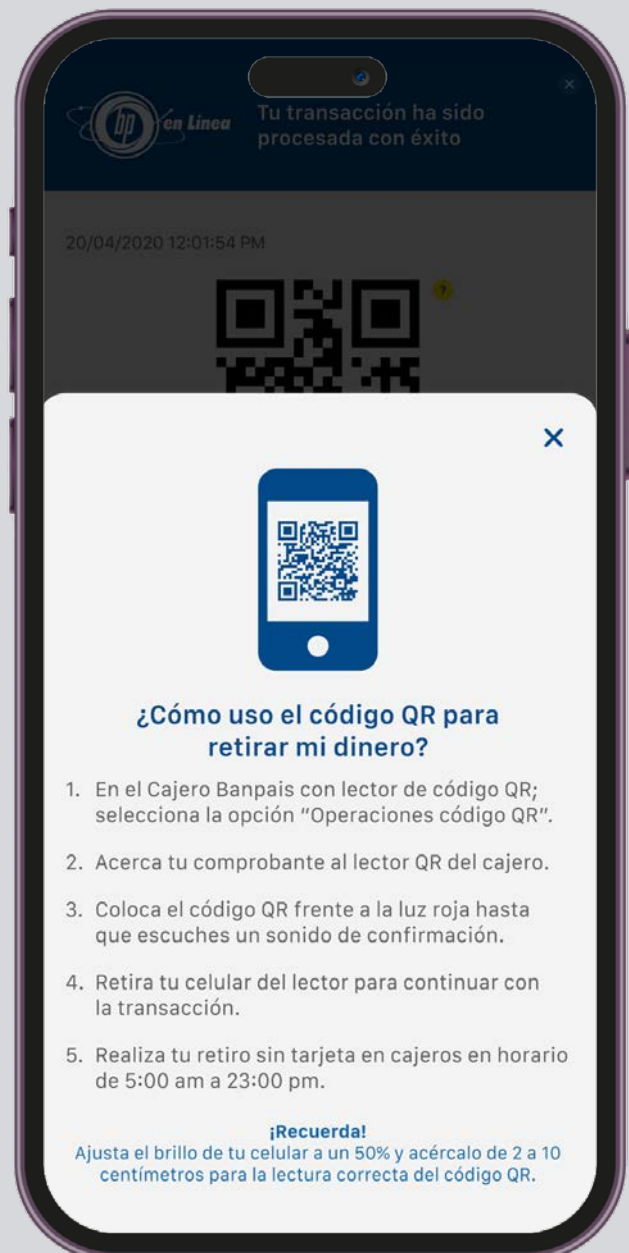 bp en Linea
Tu transacción ha sido
procesada con éxito
20/04/2020 12:01:54 PM
?
¿Cómo uso el código QR para
retirar mi dinero?
1. En el Cajero Banpais con lector de código QR;
selecciona la opción “Operaciones código QR”.
2. Acerca tu comprobante al lector QR del cajero.
3. Coloca el código QR frente a la luz roja hasta
que escuches un sonido de confirmación.
4. Retira tu celular del lector para continuar con
la transacción.
5. Realiza tu retiro sin tarjeta en cajeros en horario
de 5:00 am a 23:00 pm.
¡Recuerda!
Ajusta el brillo de tu celular a un 50% y acércalo de 2 a 10
centímetros para la lectura correcta del código QR.